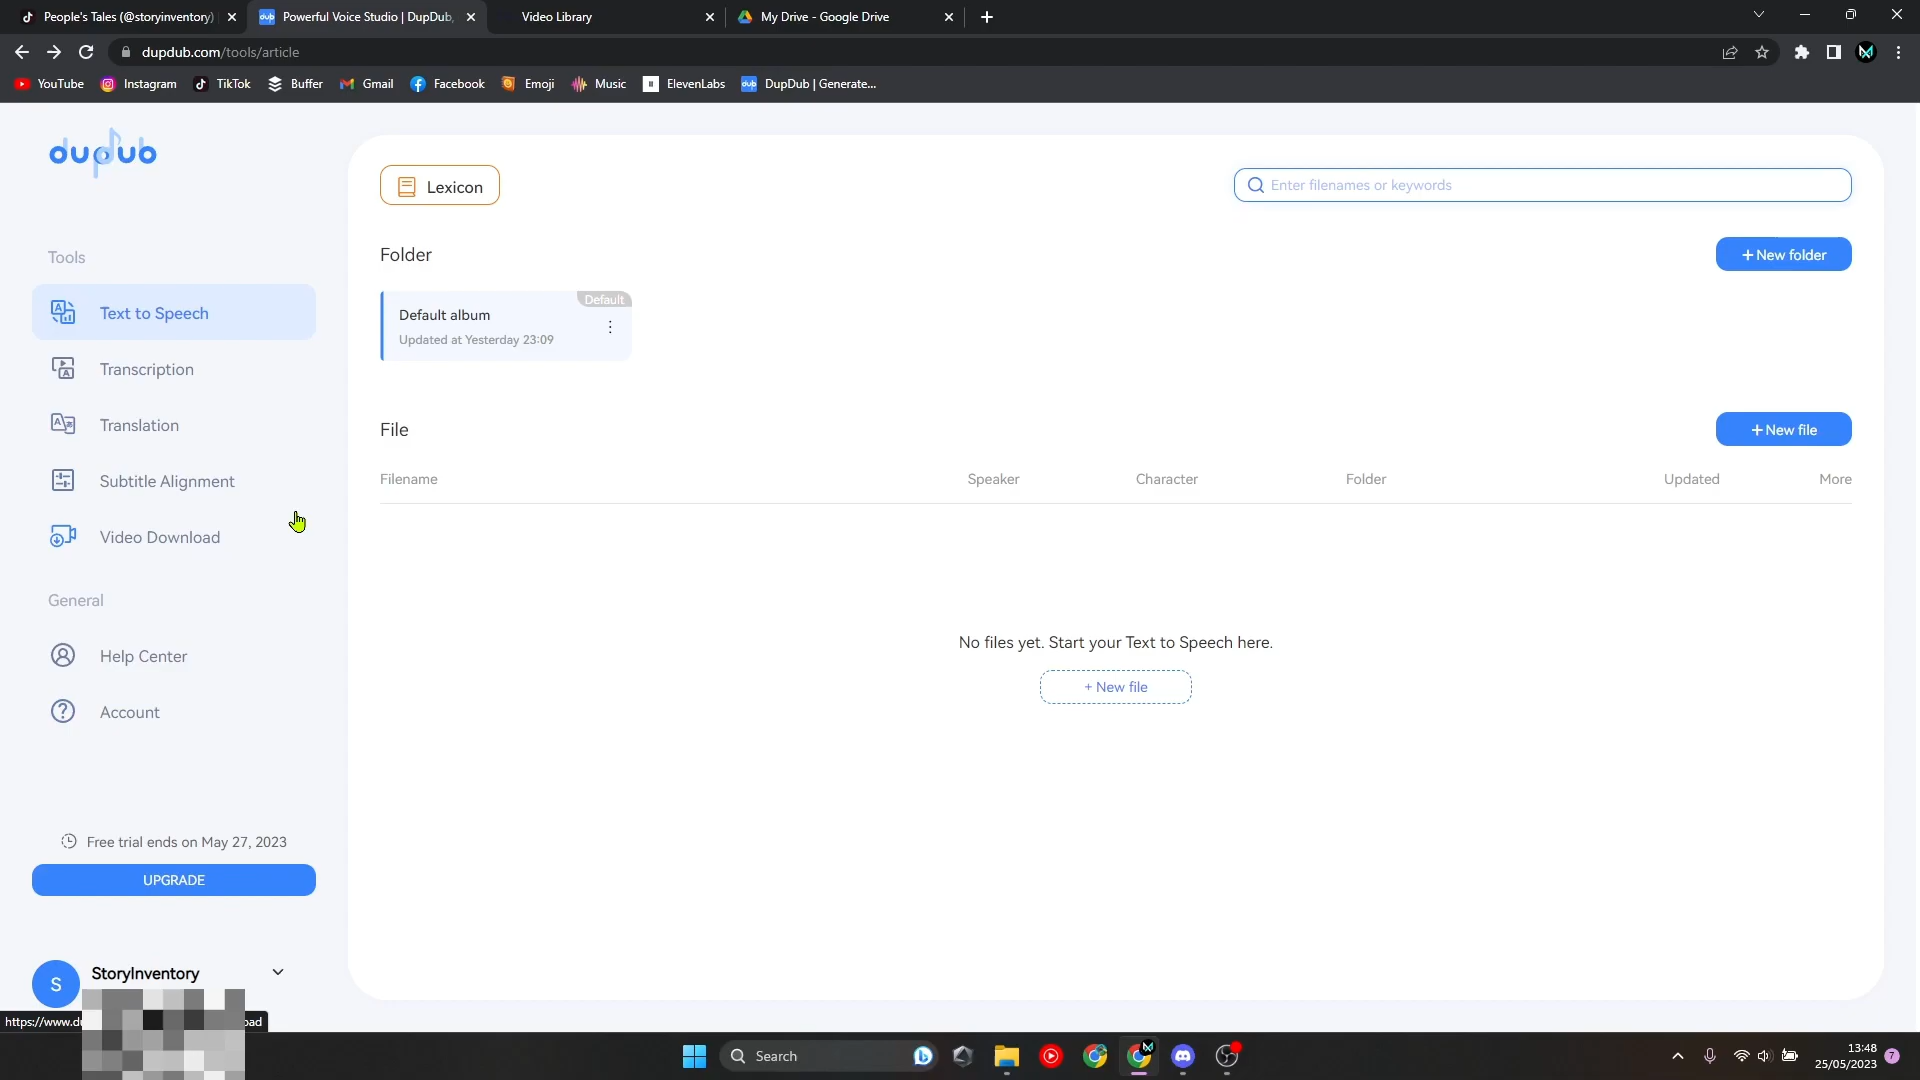 People's Tales (@storyinventory)
Powerful Voice Studio | DupDub,
Video Library
My Drive - Google Drive
dupdub.com/tools/article
YouTube
Instagram
TikTok
Buffer
Gmail
Facebook
Emoji
Music
ElevenLabs
DupDub | Generate...
dupdub
Lexicon
Enter filenames or keywords
Tools
Folder
+ New folder
Default
Default album
Updated at Yesterday 23:09
Text to Speech
Transcription
Translation
Subtitle Alignment
Video Download
File
+ New file
Filename
Speaker
Character
Folder
Updated
More
No files yet. Start your Text to Speech here.
+ New file
General
Help Center
Account
Free trial ends on May 27, 2023
UPGRADE
S
StoryInventory
Search
13:48
25/05/2023
7